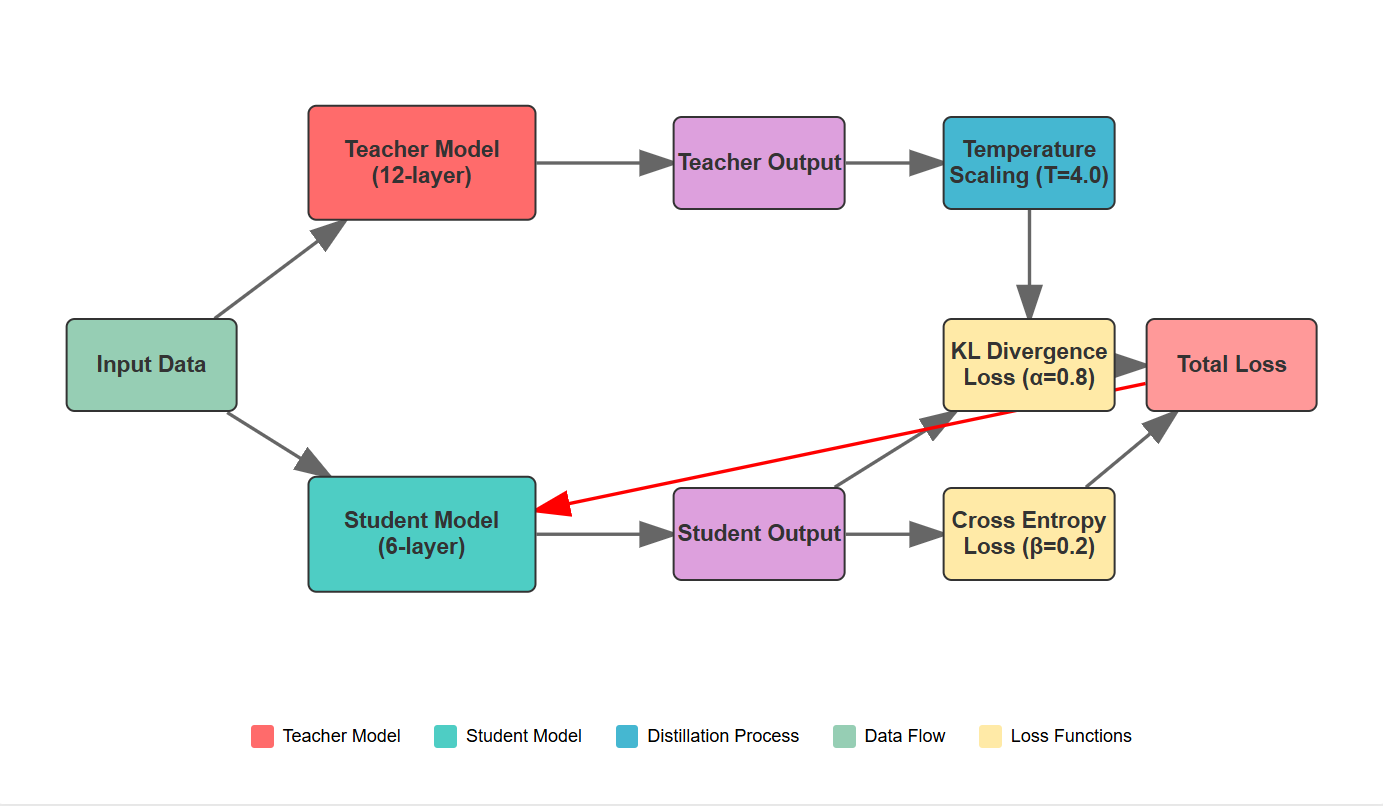 Teacher Model
(12-layer)
Teacher Output
Temperature
Scaling (T=4.0)
Input Data
KL Divergence
Loss (α=0.8)
Total Loss
Student Model
(6-layer)
Student Output
Cross Entropy
Loss (β=0.2)
Teacher Model
Student Model
Distillation Process
Data Flow
Loss Functions